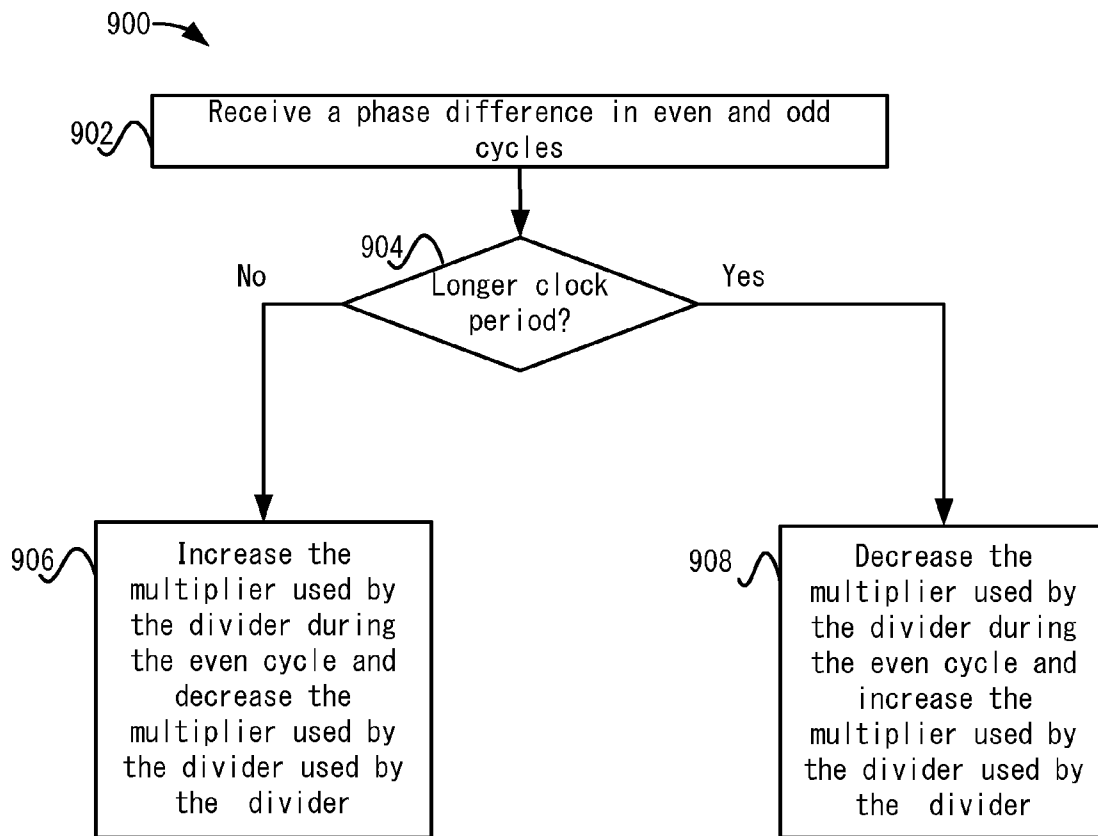 900
Receive a phase difference in even and odd
cycles
902
904
No
Longer clock
period?
Yes
906
Increase the
multiplier used by
the divider during
the even cycle and
decrease the
multiplier used by
the divider used by
the divider
908
Decrease the
multiplier used by
the divider during
the even cycle and
increase the
multiplier used by
the divider used by
the divider